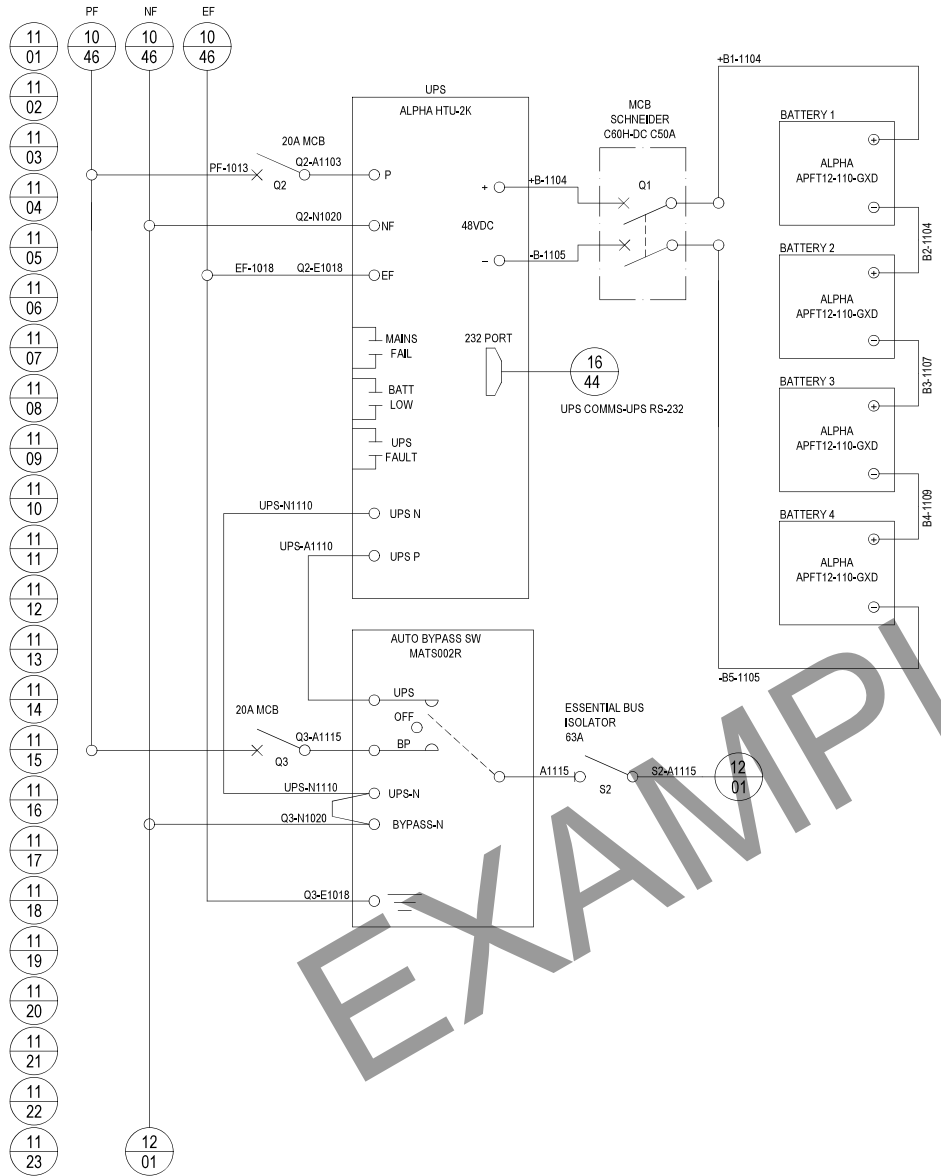 PF NF EF
11
01
10
46
10
46
10
46
11
02
11
03
11
04
11
05
11
06
11
07
11
08
11
09
11
10
11
11
11
12
11
13
11
14
11
15
11
16
11
17
11
18
11
19
11
20
11
21
11
22
11
23
12
01
UPS
ALPHA HTU-2K
20A MCB
PF-1013
Q2-A1103
Q2
P
Q2-N1020
NF
EF-1018
Q2-E1018
EF
+
48VDC
–
+B-1104
-B-1105
MCB
SCHNEIDER
C60H-DC C50A
Q1
+B1-1104
BATTERY 1
+
ALPHA
APFT12-110-GXD
–
B2-1104
BATTERY 2
+
ALPHA
APFT12-110-GXD
–
B3-1107
BATTERY 3
+
ALPHA
APFT12-110-GXD
–
B4-1109
BATTERY 4
+
ALPHA
APFT12-110-GXD
–
-B5-1105
MAINS
FAIL
BATT
LOW
UPS
FAULT
232 PORT
16
44
UPS COMMS-UPS RS-232
UPS-N1110
UPS N
UPS-A1110
UPS P
AUTO BYPASS SW
MATS002R
UPS
OFF
BP
20A MCB
Q3-A1115
Q3
UPS-N1110
UPS-N
Q3-N1020
BYPASS-N
Q3-E1018
ESSENTIAL BUS
ISOLATOR
63A
A1115
S2
S2-A1115
12
01
EXAMPL